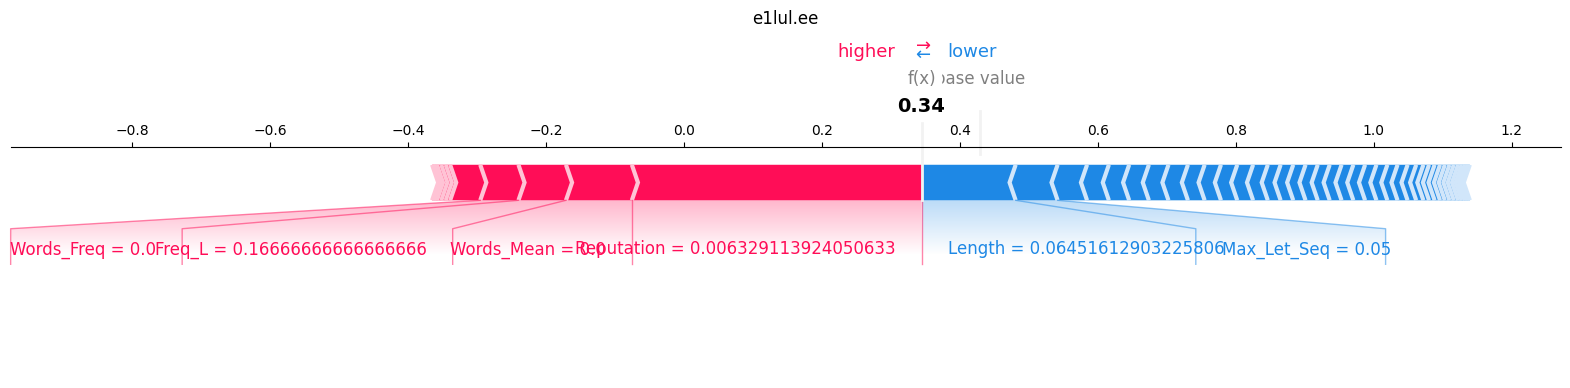 e1lul.ee
higher ⇄ lower
f(x) base value
0.34
−0.8 −0.6 −0.4 −0.2 0.0 0.2 0.4 0.6 0.8 1.0 1.2
Words_Freq = 0.0 Freq_L = 0.16666666666666666 Words_Mean = 0.0 Reputation = 0.006329113924050633 Length = 0.06451612903225806 Max_Let_Seq = 0.05